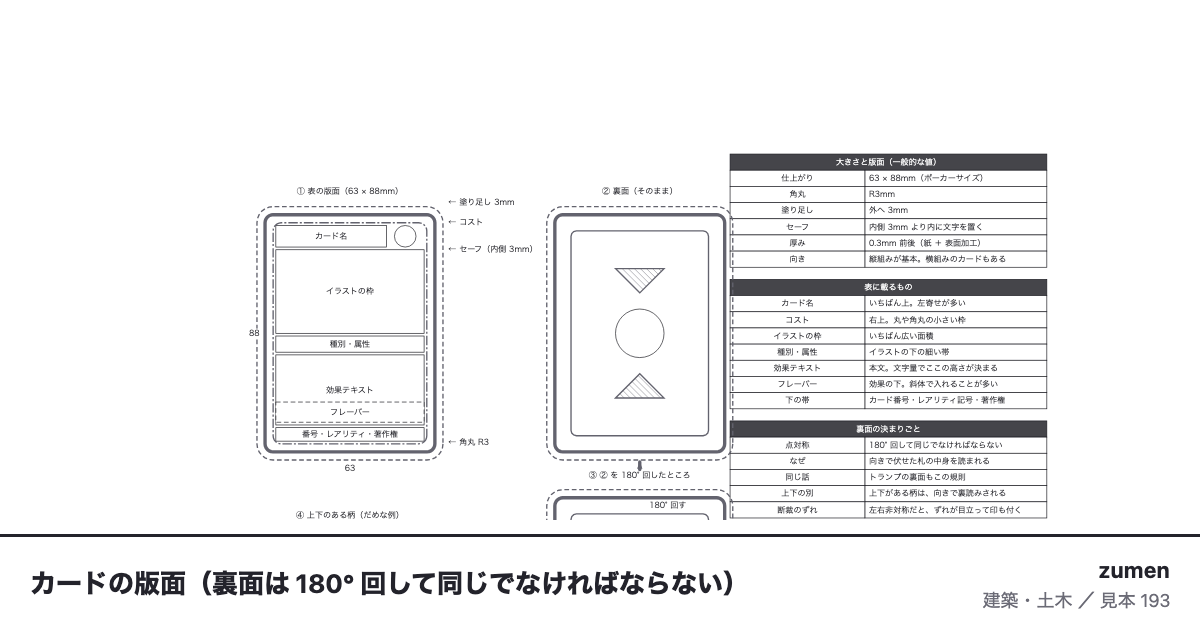 ① 表の版面（63 × 88mm）
← 塗り足し 3mm
← コスト
← セーフ（内側 3mm）
カード名
イラストの枠
88
種別・属性
効果テキスト
フレーバー
番号・レアリティ・著作権
← 角丸 R3
63
② 裏面（そのまま）
③ ② を 180° 回したところ
180° 回す
④ 上下のある柄（だめな例）
大きさと版面（一般的な値）
仕上がり 63 × 88mm（ポーカーサイズ）
角丸 R3mm
塗り足し 外へ 3mm
セーフ 内側 3mm より内に文字を置く
厚み 0.3mm 前後（紙 ＋ 表面加工）
向き 縦組みが基本。横組みのカードもある
表に載るもの
カード名 いちばん上。左寄せが多い
コスト 右上。丸や角丸の小さい枠
イラストの枠 いちばん広い面積
種別・属性 イラストの下の細い帯
効果テキスト 本文。文字量でここの高さが決まる
フレーバー 効果の下。斜体で入れることが多い
下の帯 カード番号・レアリティ記号・著作権
裏面の決まりごと
点対称 180° 回して同じでなければならない
なぜ 向きで伏せた札の中身を読まれる
同じ話 トランプの裏面もこの規則
上下の別 上下がある柄は、向きで裏読みされる
断裁のずれ 左右非対称だと、ずれが目立って印も付く
カードの版面（裏面は 180° 回して同じでなければならない）
zumen
建築・土木 ／ 見本 193